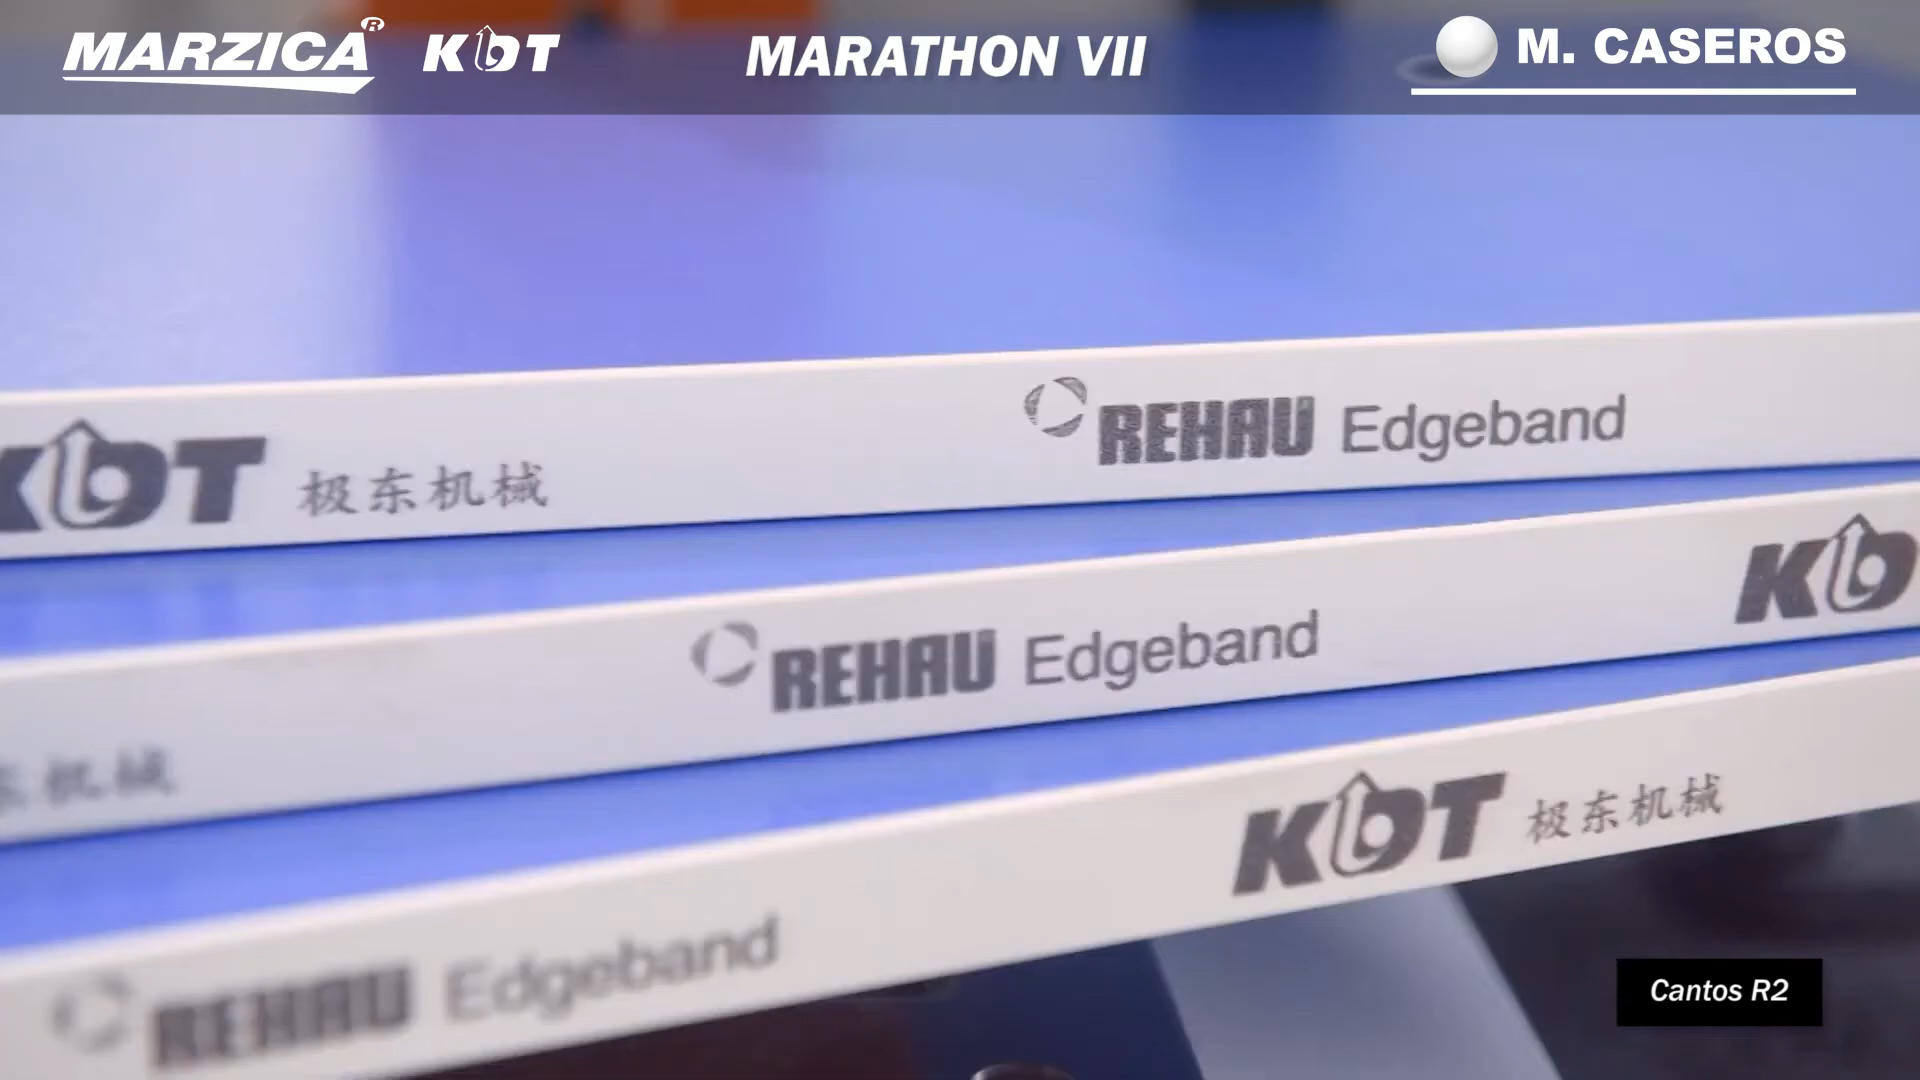 MARZICA®
KDT
MARATHON VII
M. CASEROS
KDT 极东机械
REHAU Edgeband
机械
REHAU Edgeband
KD
REHAU Edgeband
KDT 极东机械
Cantos R2